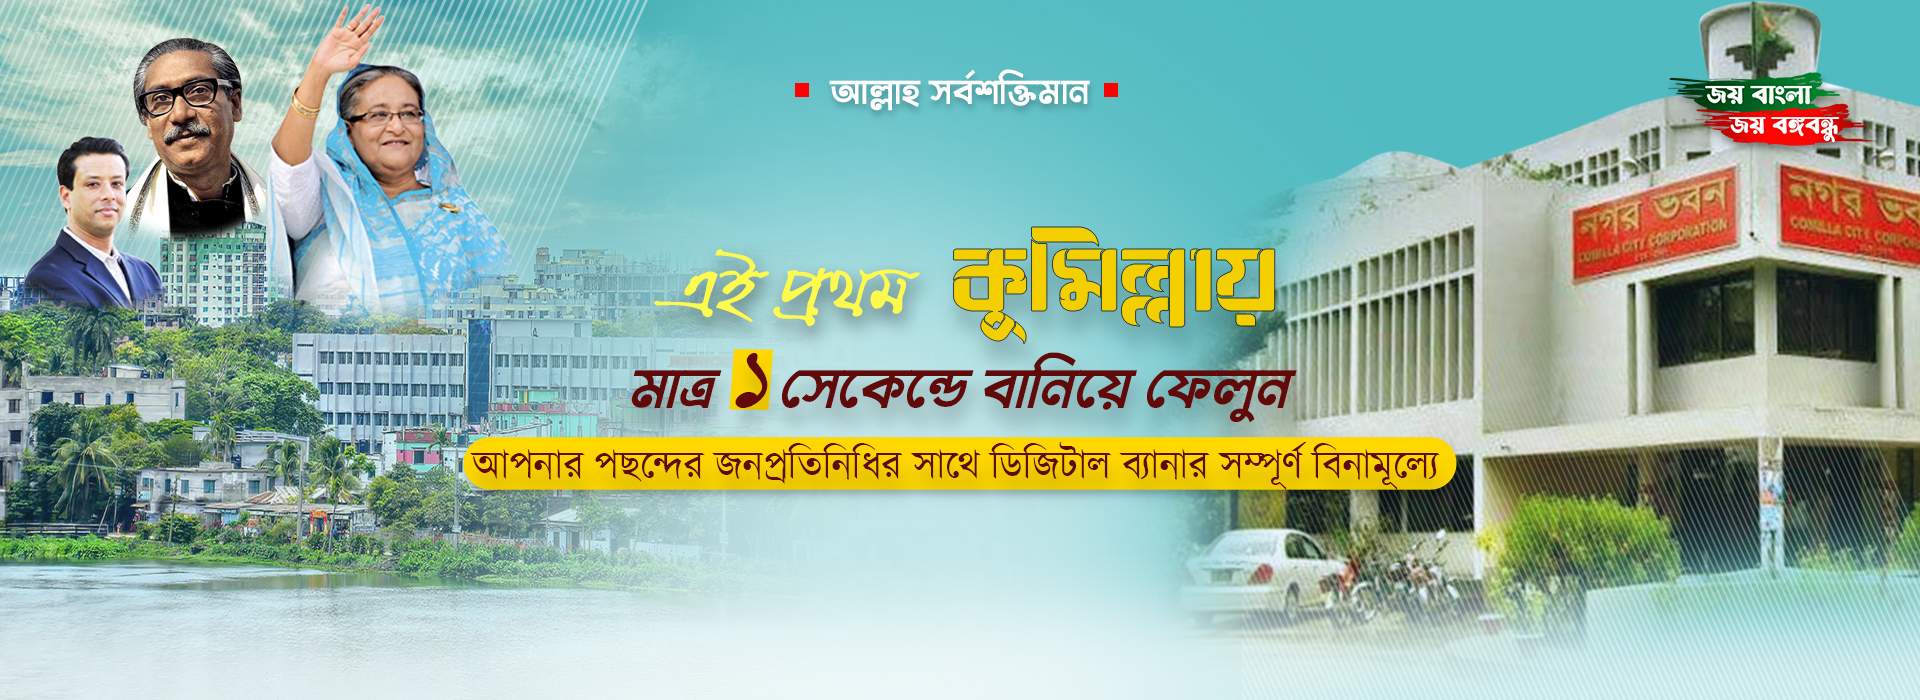 আল্লাহ সর্বশক্তিমান
জয় বাংলা
জয় বঙ্গবন্ধু
নগর ভবন
COMILLA CITY CORPORATION
নগর ভব
COMILLA CITY CORPO
এই প্রথম কুমিল্লায়
মাত্র ১ সেকেন্ডে বানিয়ে ফেলুন
আপনার পছন্দের জনপ্রতিনিধির সাথে ডিজিটাল ব্যানার সম্পূর্ণ বিনামূল্যে